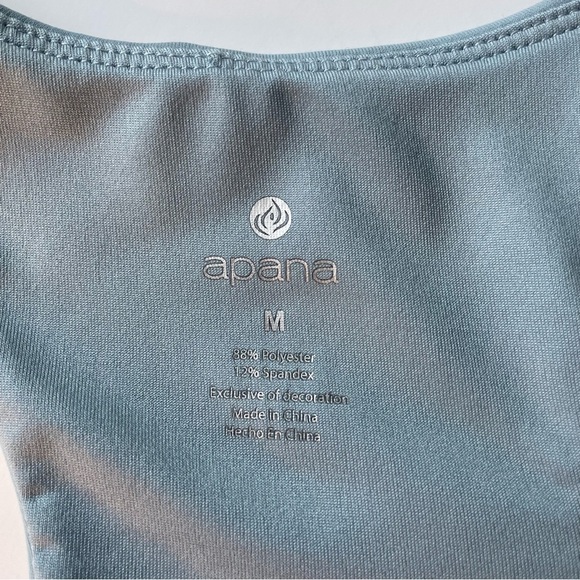 apana
M
88% Polyester
12% Spandex
Exclusive of decoration
Made In China
Hecho En China